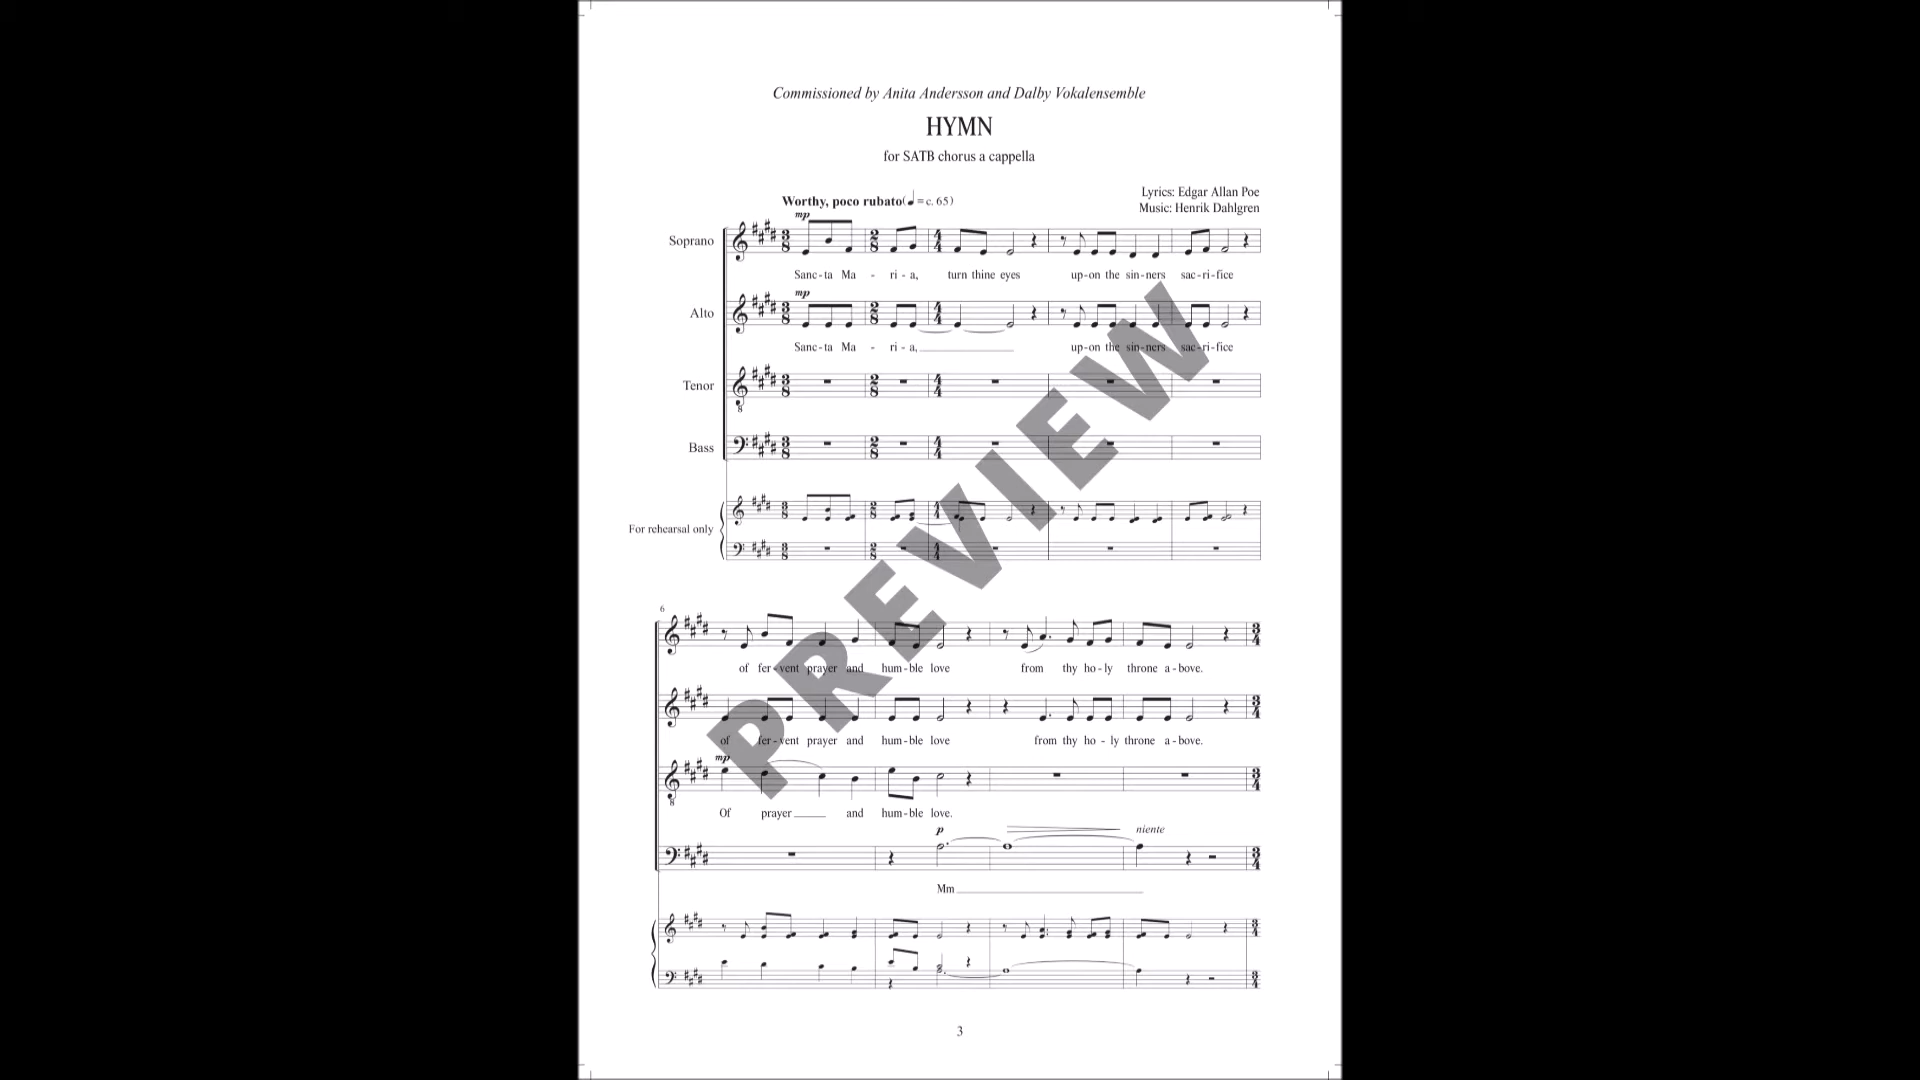 Commissioned by Anita Andersson and Dalby Vokalensemble
HYMN
for SATB chorus a cappella
Lyrics: Edgar Allan Poe
Music: Henrik Dahlgren
Worthy, poco rubato (♩ = c. 65)
mp
Soprano
Sanc-ta Ma - ri - a, turn thine eyes up-on the sin-ners sac-ri-fice
mp
Alto
Sanc-ta Ma - ri - a, up-on the sin-ners sac-ri-fice
Tenor
Bass
For rehearsal only
6
of fer-vent prayer and hum-ble love from thy ho-ly throne a-bove.
of fer-vent prayer and hum-ble love from thy ho - ly throne a-bove.
mp
Of prayer and hum-ble love.
p niente
Mm
3
PREVIEW